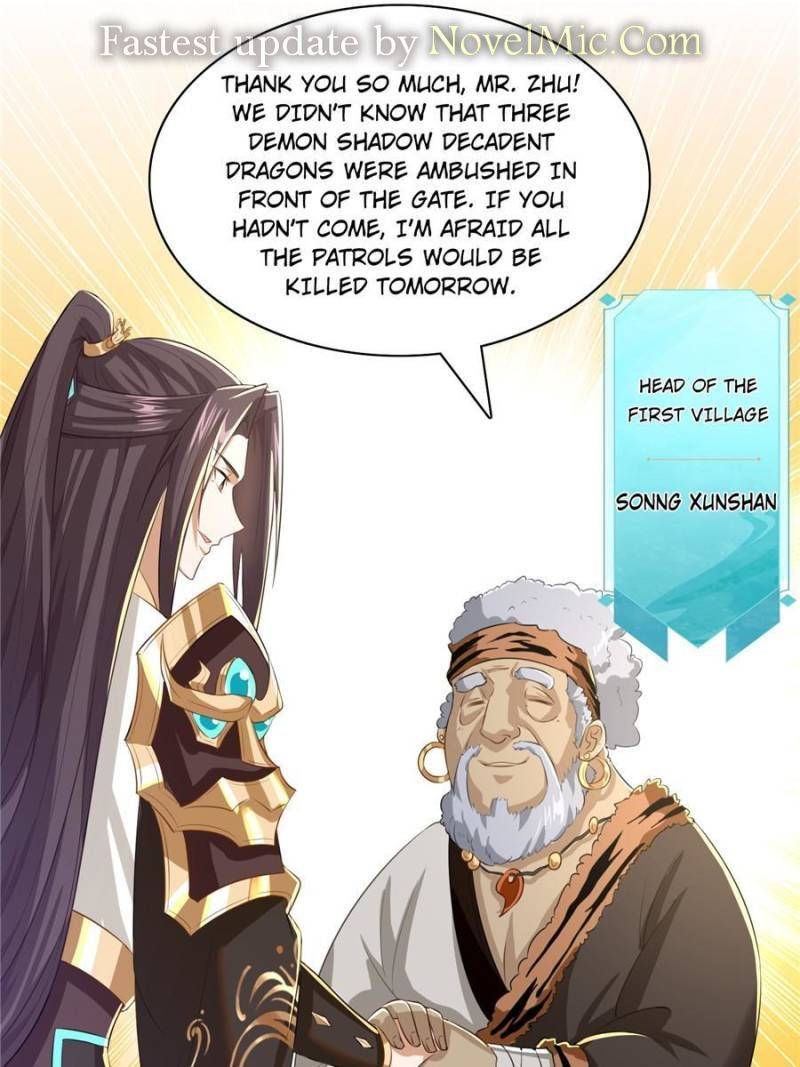 Fastest update by NovelMic.Com
THANK YOU SO MUCH, MR. ZHU!
WE DIDN'T KNOW THAT THREE
DEMON SHADOW DECADENT
DRAGONS WERE AMBUSHED IN
FRONT OF THE GATE. IF YOU
HADN'T COME, I'M AFRAID ALL
THE PATROLS WOULD BE
KILLED TOMORROW.
HEAD OF THE
FIRST VILLAGE
SONNG XUNSHAN